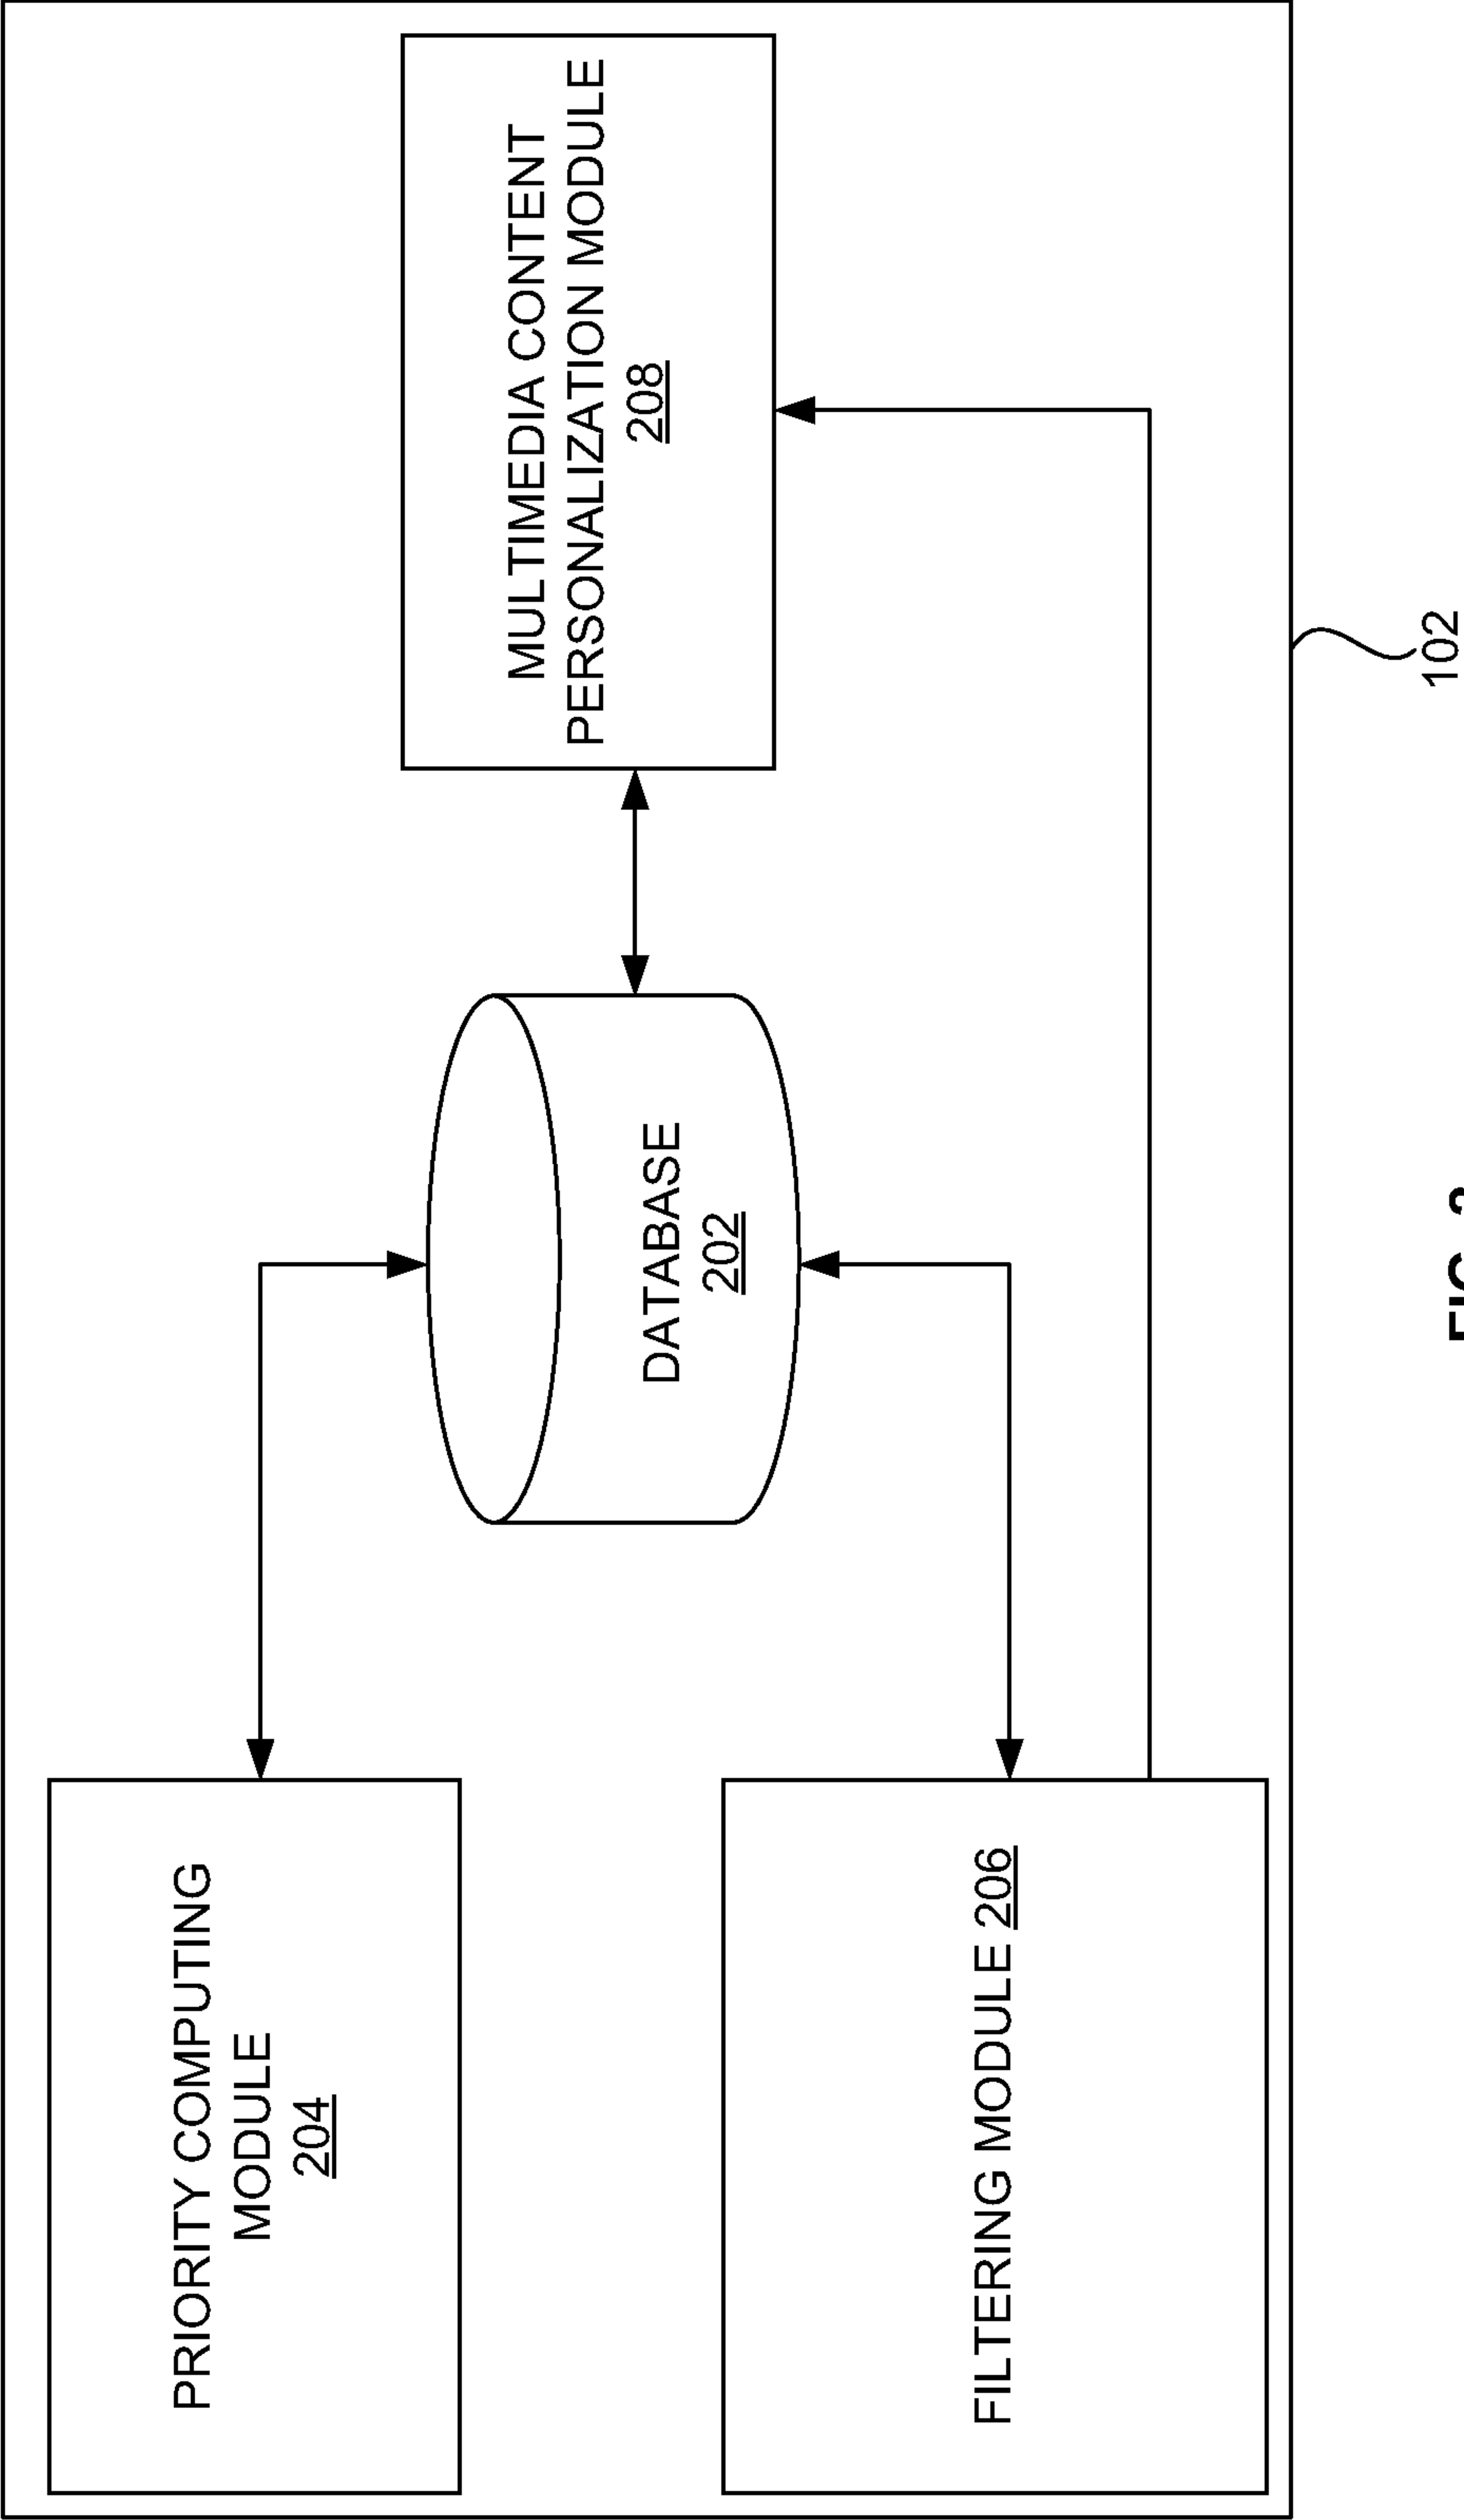 PRIORITY COMPUTING
MODULE
204
DATABASE
202
MULTIMEDIA CONTENT
PERSONALIZATION MODULE
208
FILTERING MODULE 206
102